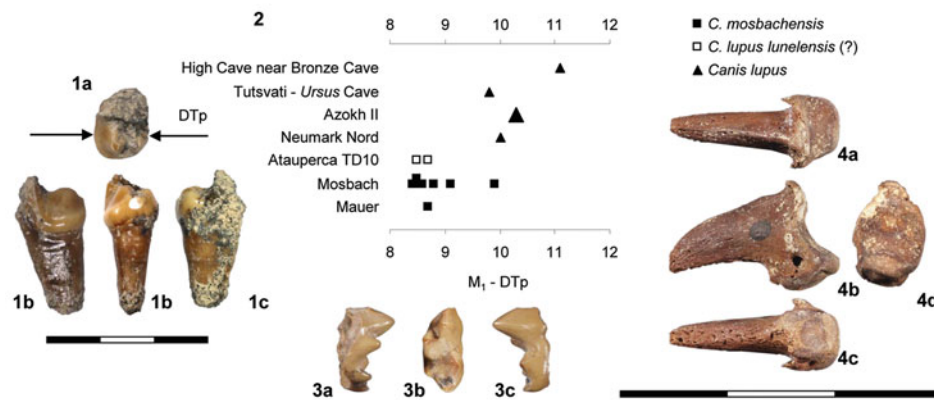 2
8 9 10 11 12
High Cave near Bronze Cave
Tutsvati - Ursus Cave
Azokh II
Neumark Nord
Atauperca TD10
Mosbach
Mauer
8 9 10 11 12
M1 - DTp
C. mosbachensis
C. lupus lunelensis (?)
Canis lupus
1a
DTp
1b 1b 1c
3a 3b 3c
4a
4b 4d
4c